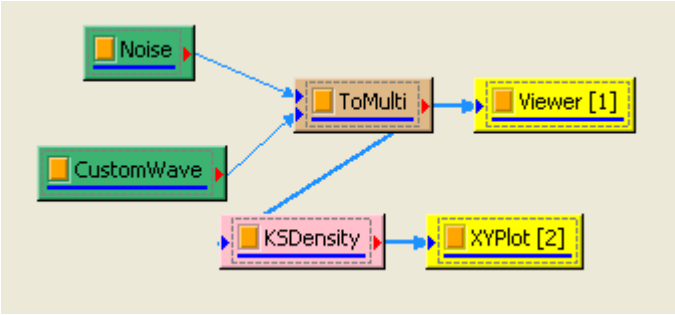 Noise
ToMulti
Viewer [1]
CustomWave
KSDensity
XYPlot [2]